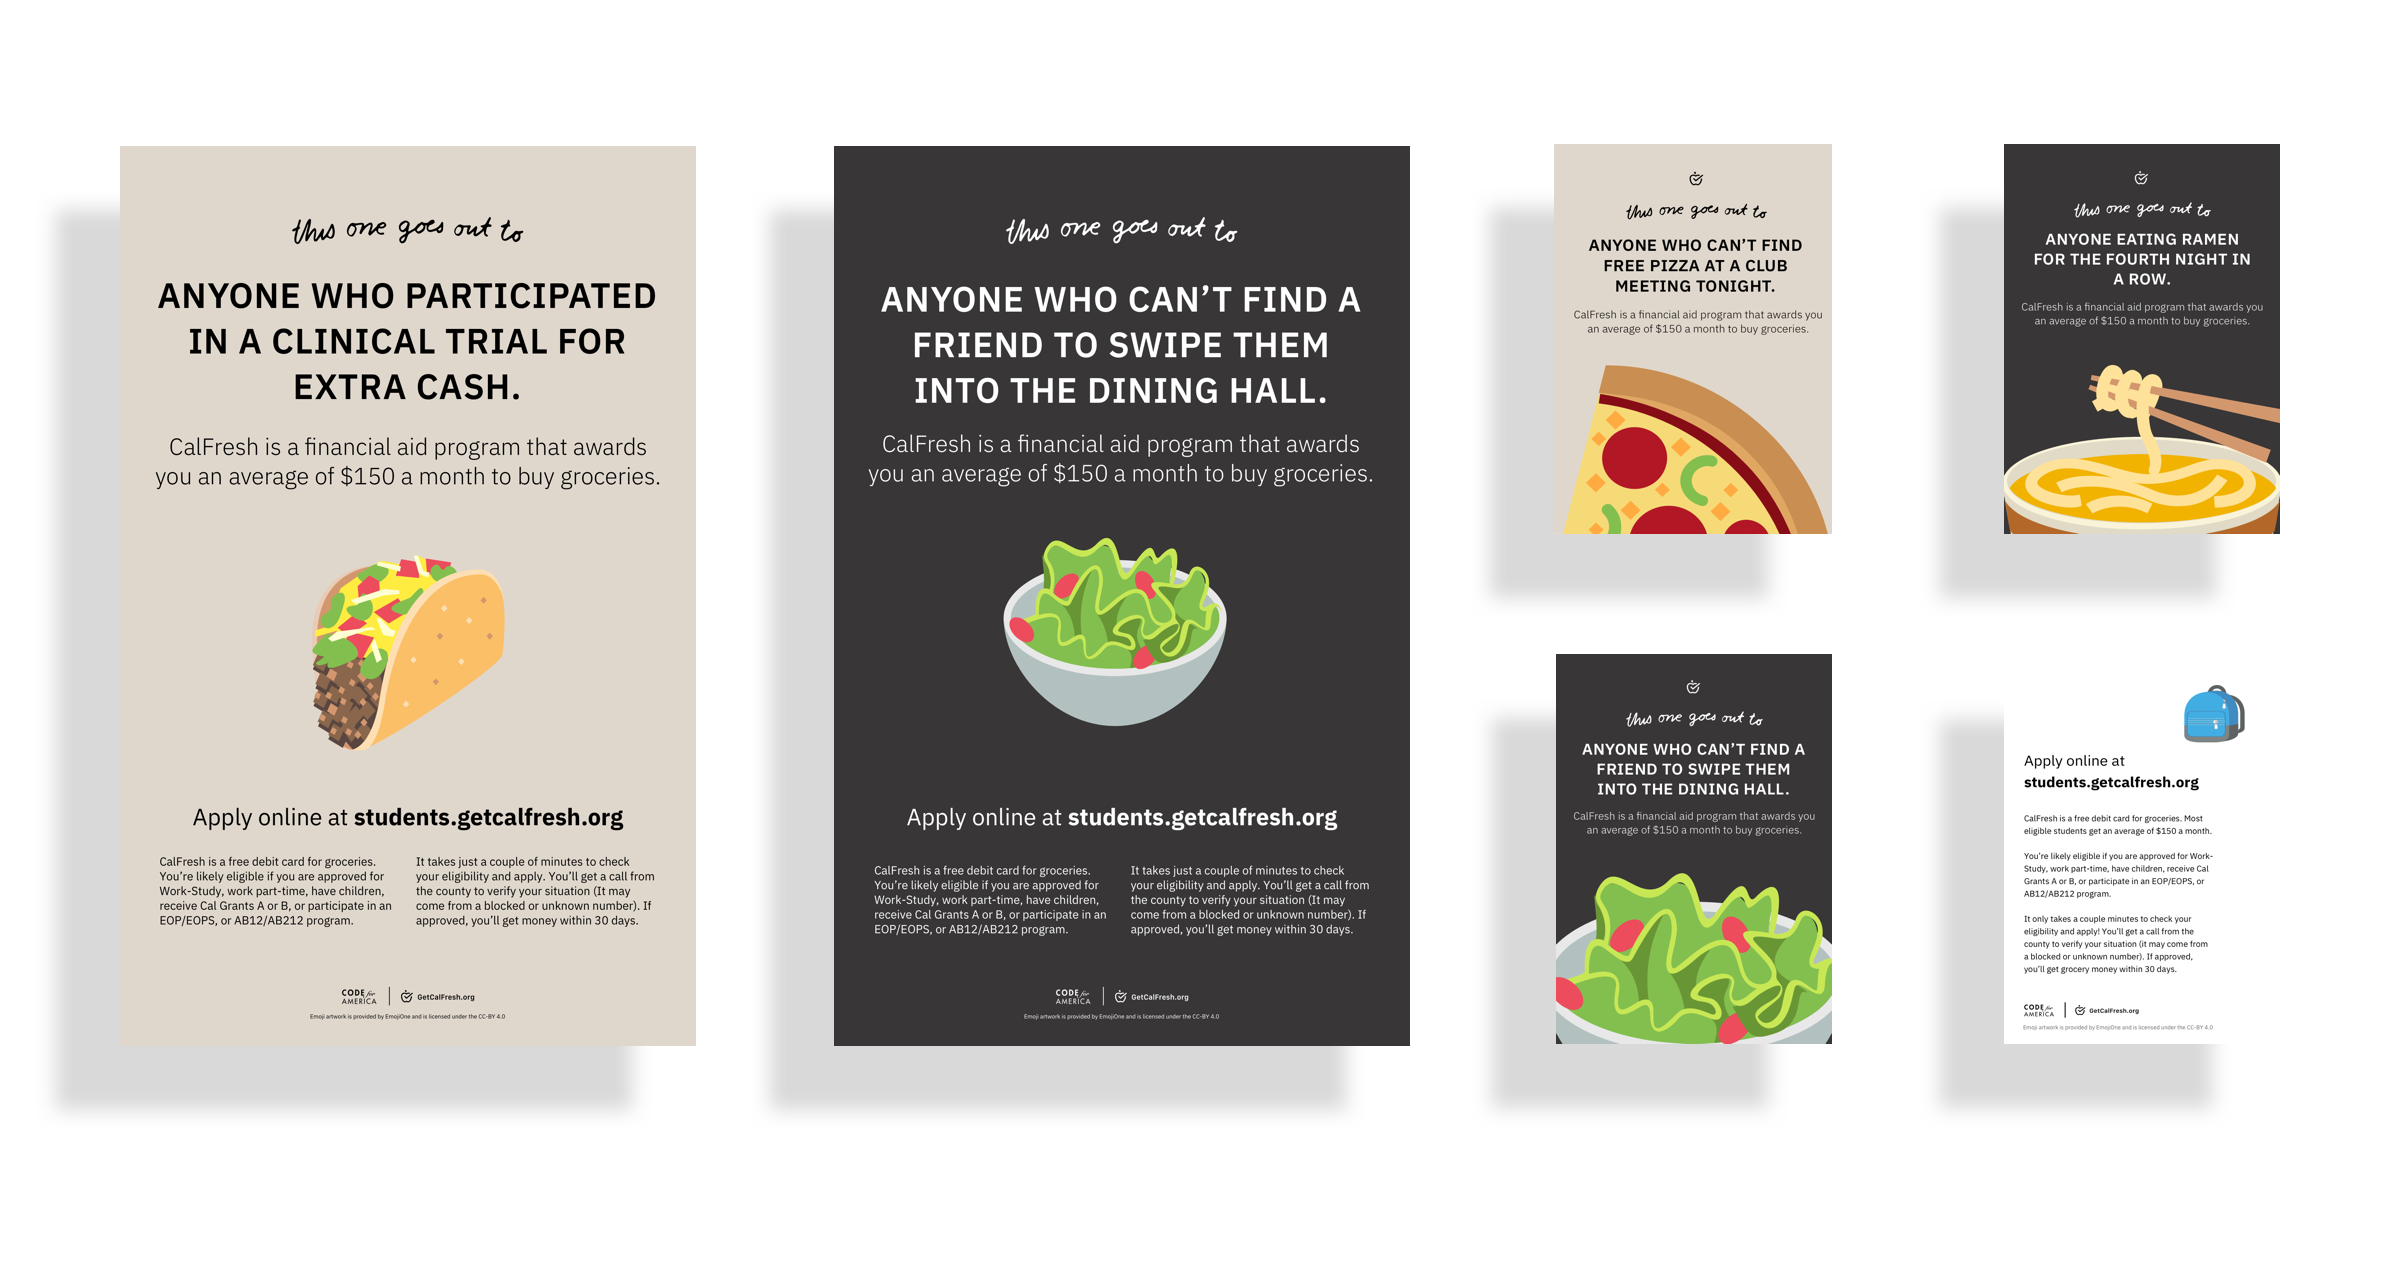 this one goes out to
ANYONE WHO PARTICIPATED
IN A CLINICAL TRIAL FOR
EXTRA CASH.
CalFresh is a financial aid program that awards
you an average of $150 a month to buy groceries.
Apply online at students.getcalfresh.org
CalFresh is a free debit card for groceries.
You’re likely eligible if you are approved for
Work-Study, work part-time, have children,
receive Cal Grants A or B, or participate in an
EOP/EOPS, or AB12/AB212 program.
It takes just a couple of minutes to check
your eligibility and apply. You’ll get a call from
the county to verify your situation (It may
come from a blocked or unknown number). If
approved, you’ll get money within 30 days.
CODE for
AMERICA
GetCalFresh.org
Emoji artwork is provided by EmojiOne and is licensed under the CC-BY 4.0
this one goes out to
ANYONE WHO CAN’T FIND A
FRIEND TO SWIPE THEM
INTO THE DINING HALL.
CalFresh is a financial aid program that awards
you an average of $150 a month to buy groceries.
Apply online at students.getcalfresh.org
CalFresh is a free debit card for groceries.
You’re likely eligible if you are approved for
Work-Study, work part-time, have children,
receive Cal Grants A or B, or participate in an
EOP/EOPS, or AB12/AB212 program.
It takes just a couple of minutes to check
your eligibility and apply. You’ll get a call from
the county to verify your situation (It may
come from a blocked or unknown number). If
approved, you’ll get money within 30 days.
CODE for
AMERICA
GetCalFresh.org
Emoji artwork is provided by EmojiOne and is licensed under the CC-BY 4.0
this one goes out to
ANYONE WHO CAN’T FIND
FREE PIZZA AT A CLUB
MEETING TONIGHT.
CalFresh is a financial aid program that awards you
an average of $150 a month to buy groceries.
this one goes out to
ANYONE EATING RAMEN
FOR THE FOURTH NIGHT IN
A ROW.
CalFresh is a financial aid program that awards you
an average of $150 a month to buy groceries.
this one goes out to
ANYONE WHO CAN’T FIND A
FRIEND TO SWIPE THEM
INTO THE DINING HALL.
CalFresh is a financial aid program that awards you
an average of $150 a month to buy groceries.
Apply online at
students.getcalfresh.org
CalFresh is a free debit card for groceries. Most
eligible students get an average of $150 a month.
You’re likely eligible if you are approved for Work-
Study, work part-time, have children, receive Cal
Grants A or B, or participate in an EOP/EOPS, or
AB12/AB212 program.
It only takes a couple minutes to check your
eligibility and apply! You’ll get a call from the
county to verify your situation (it may come from
a blocked or unknown number). If approved,
you’ll get grocery money within 30 days.
CODE for
AMERICA
GetCalFresh.org
Emoji artwork is provided by EmojiOne and is licensed under the CC-BY 4.0